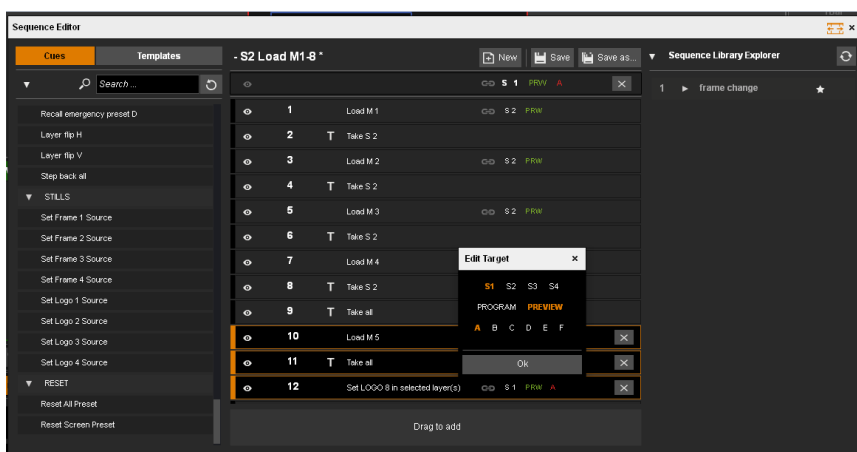 Sequence Editor
Cues
Templates
- S2 Load M1-8 *
New
Save
Save as...
Sequence Library Explorer
Search ...
S 1 PRW A
1 frame change
Recall emergency preset D
1 Load M 1 S 2 PRW
Layer flip H
2 T Take S 2
Layer flip V
3 Load M 2 S 2 PRW
Step back all
4 T Take S 2
STILLS
5 Load M 3 S 2 PRW
Set Frame 1 Source
6 T Take S 2
Set Frame 2 Source
7 Load M 4
Set Frame 3 Source
8 T Take S 2
Set Frame 4 Source
9 T Take all
Set Logo 1 Source
10 Load M 5
Set Logo 2 Source
11 T Take all
Set Logo 3 Source
12 Set LOGO 8 in selected layer(s) S 1 PRW A
Set Logo 4 Source
RESET
Reset All Preset
Reset Screen Preset
Drag to add
Edit Target
S1 S2 S3 S4
PROGRAM PREVIEW
A B C D E F
Ok